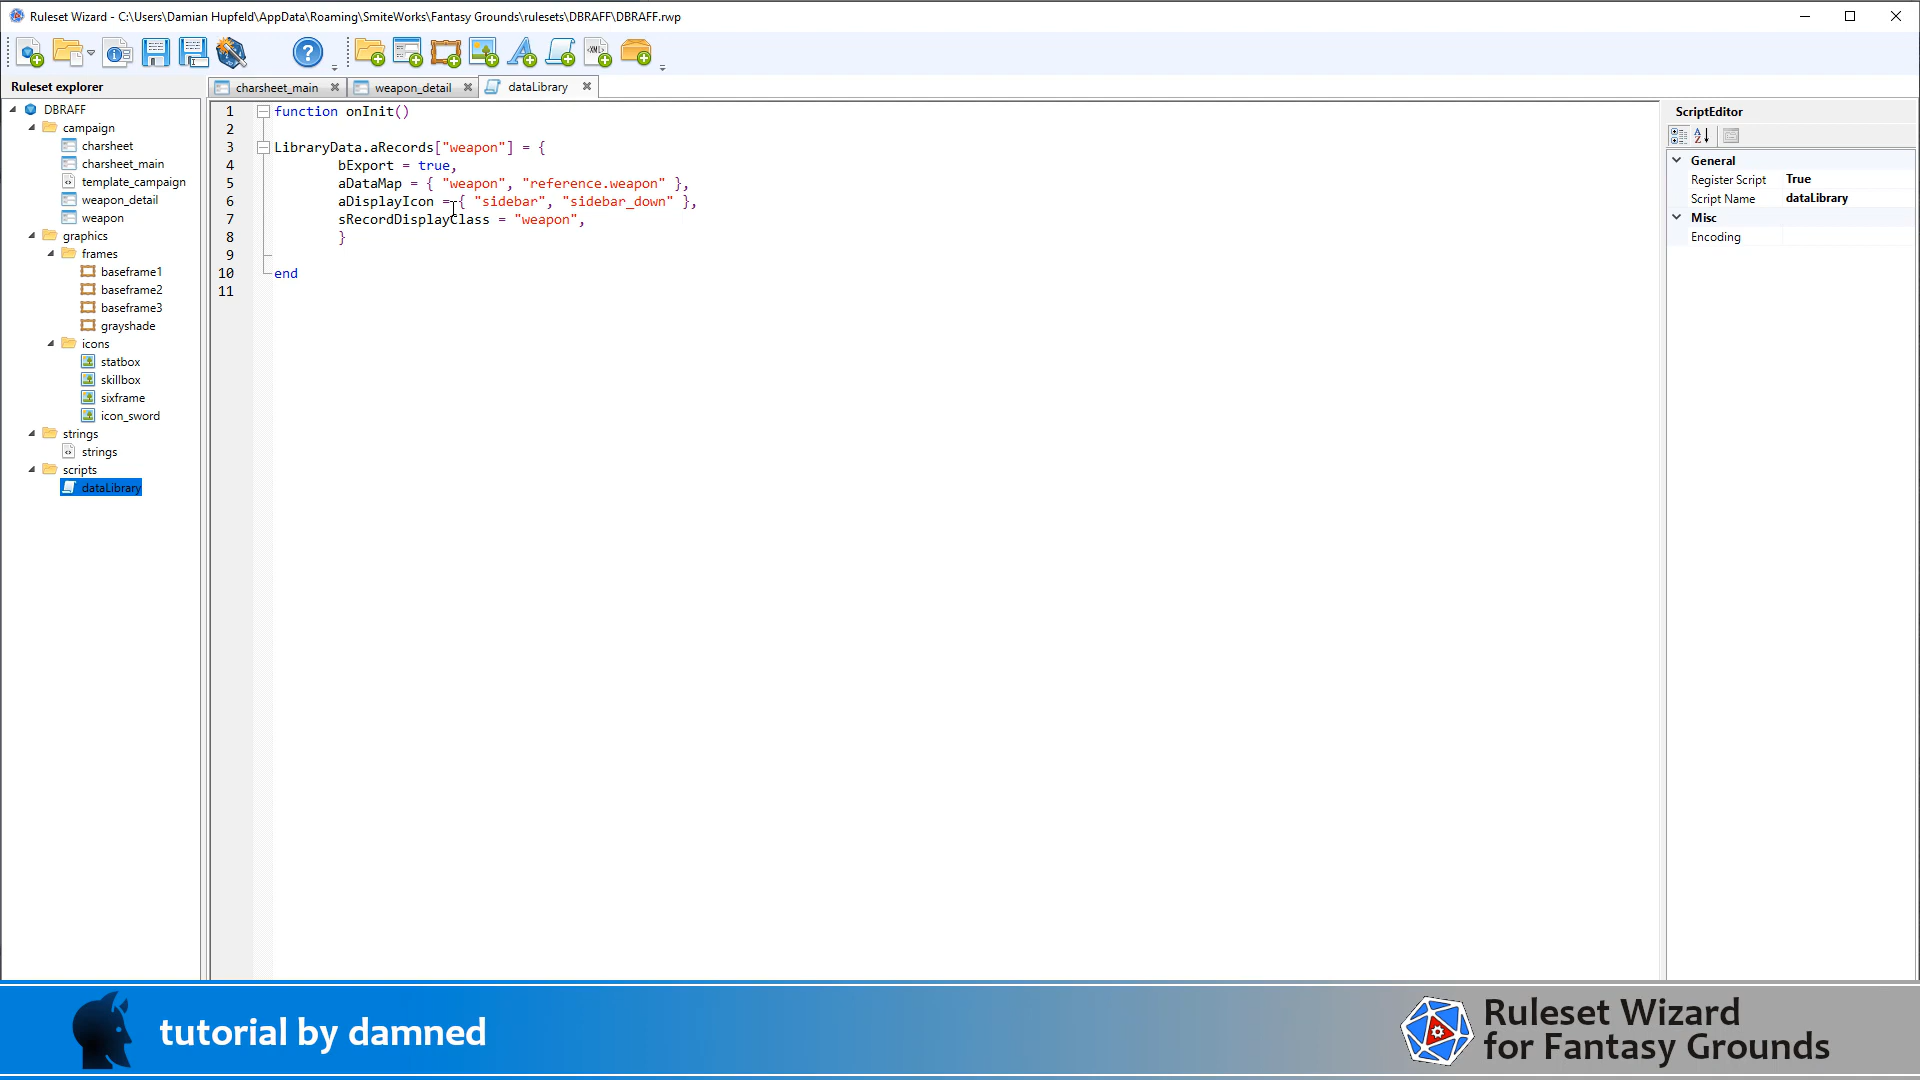 Ruleset Wizard - C:\Users\Damian Hupfeld\AppData\Roaming\SmiteWorks\Fantasy Grounds\rulesets\DBRAFF\DBRAFF.rwp
Ruleset explorer
DBRAFF
campaign
charsheet
charsheet_main
template_campaign
weapon_detail
weapon
graphics
frames
baseframe1
baseframe2
baseframe3
grayshade
icons
statbox
skillbox
sixframe
icon_sword
strings
strings
scripts
dataLibrary
charsheet_main
weapon_detail
dataLibrary
1 function onInit()
2
3 LibraryData.aRecords["weapon"] = {
4 bExport = true,
5 aDataMap = { "weapon", "reference.weapon" },
6 aDisplayIcon = { "sidebar", "sidebar_down" },
7 sRecordDisplayClass = "weapon",
8 }
9
10 end
11
ScriptEditor
General
Register Script True
Script Name dataLibrary
Misc
Encoding
tutorial by damned
Ruleset Wizard
for Fantasy Grounds